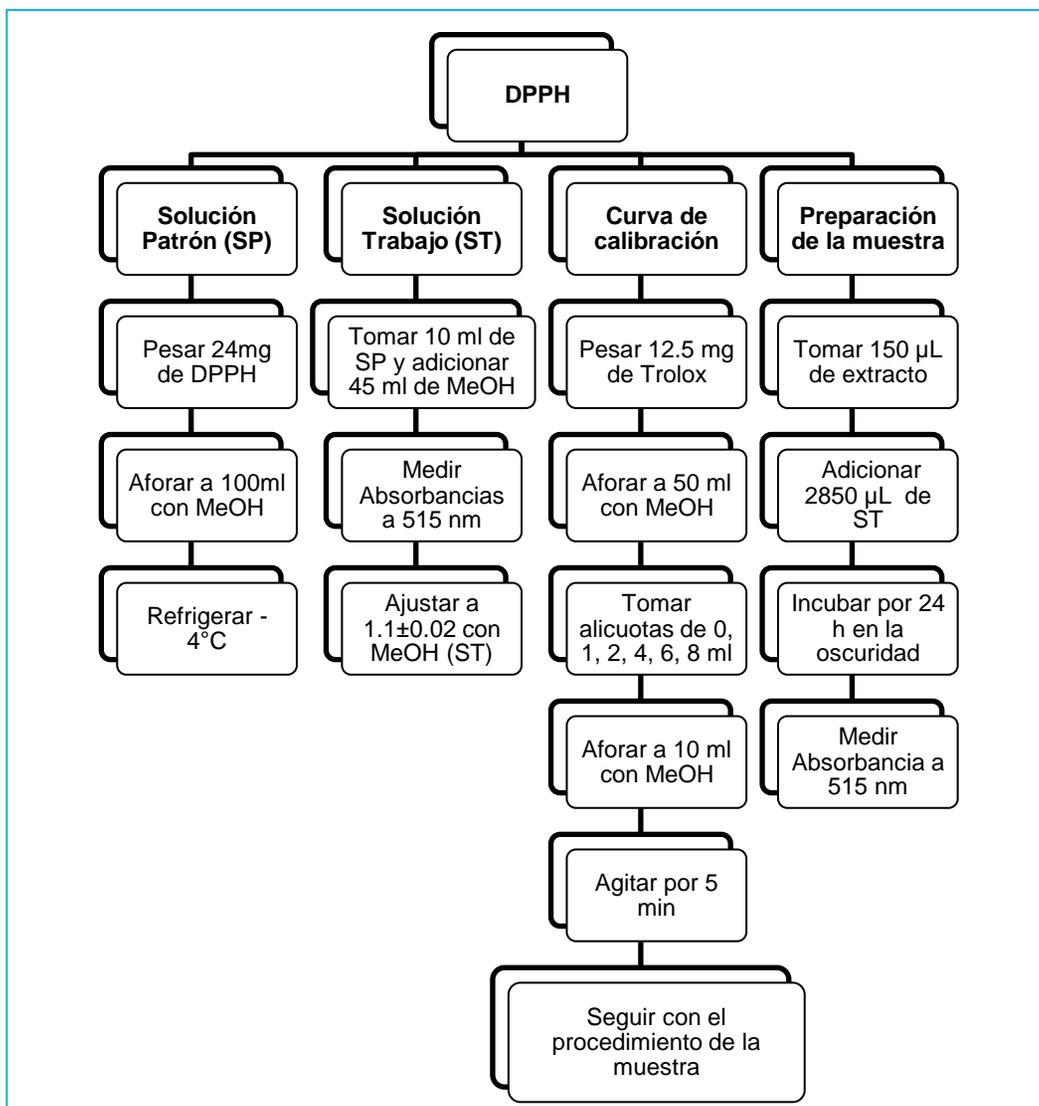 DPPH
Solución
Patrón (SP)
Pesar 24mg
de DPPH
Aforar a 100ml
con MeOH
Refrigerar -
4°C
Solución
Trabajo (ST)
Tomar 10 ml de
SP y adicionar
45 ml de MeOH
Medir
Absorbancias
a 515 nm
Ajustar a
1.1±0.02 con
MeOH (ST)
Curva de
calibración
Pesar 12.5 mg
de Trolox
Aforar a 50 ml
con MeOH
Tomar
alicuotas de 0,
1, 2, 4, 6, 8 ml
Aforar a 10 ml
con MeOH
Agitar por 5
min
Seguir con el
procedimiento de la
muestra
Preparación
de la muestra
Tomar 150 µL
de extracto
Adicionar
2850 µL de
ST
Incubar por 24
h en la
oscuridad
Medir
Absorbancia a
515 nm